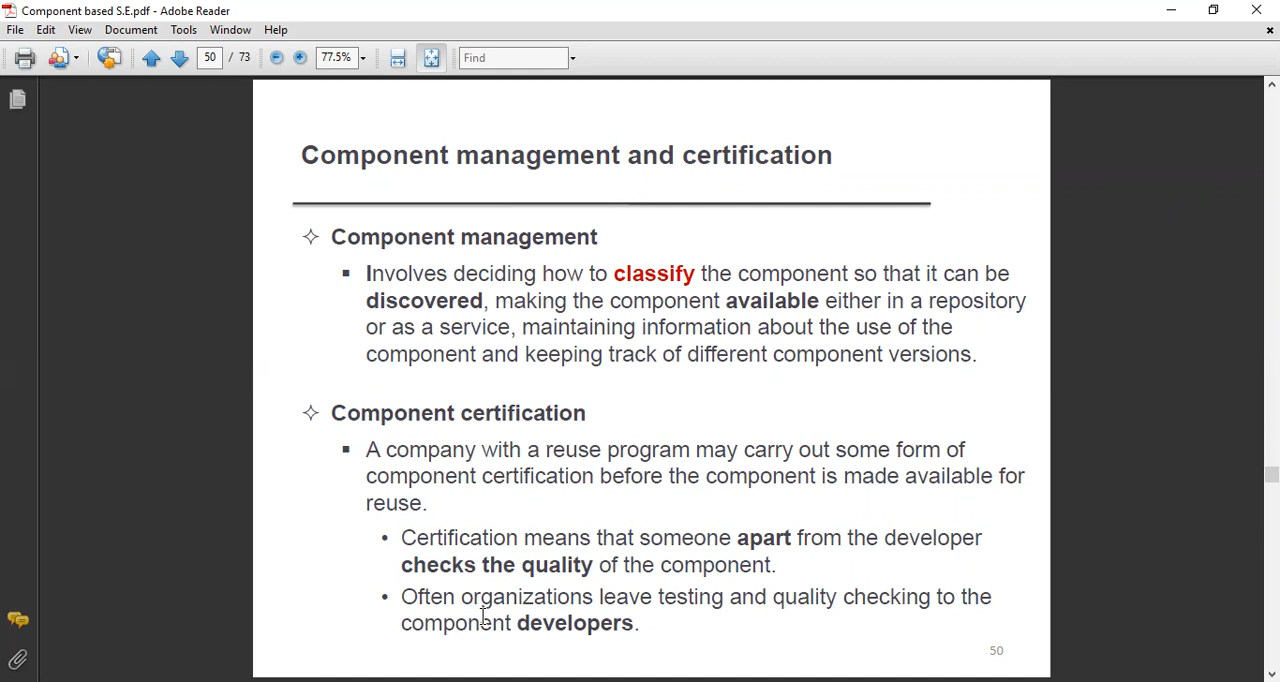 Component based S.E.pdf - Adobe Reader
File Edit View Document Tools Window Help
50 / 73 77.5% Find
Component management and certification
✧ Component management
▪ Involves deciding how to classify the component so that it can be
discovered, making the component available either in a repository
or as a service, maintaining information about the use of the
component and keeping track of different component versions.
✧ Component certification
▪ A company with a reuse program may carry out some form of
component certification before the component is made available for
reuse.
• Certification means that someone apart from the developer
checks the quality of the component.
• Often organizations leave testing and quality checking to the
component developers.
50